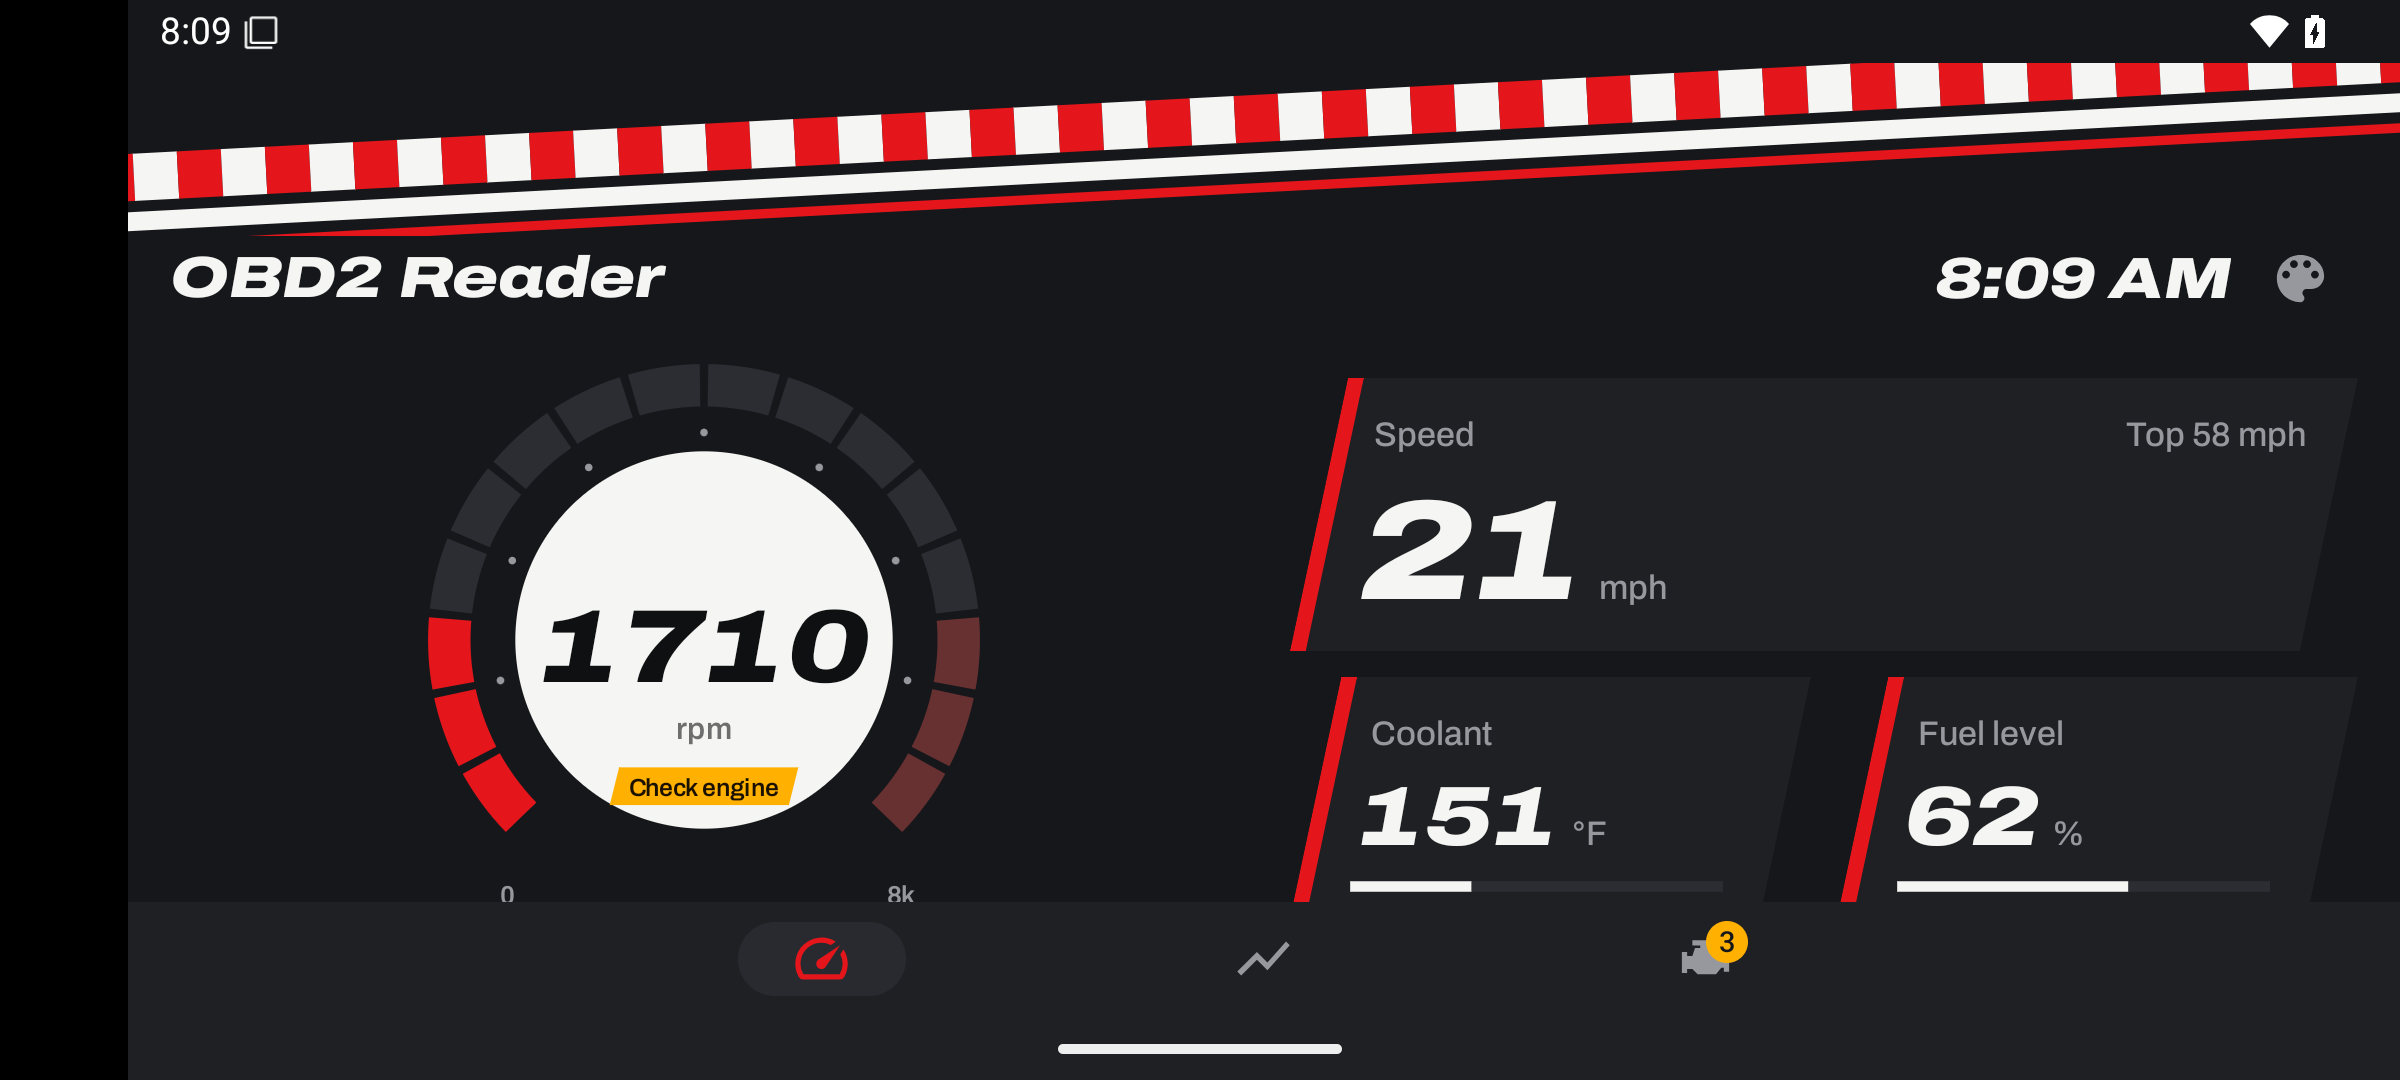 8:09
OBD2 Reader
8:09 AM
1710
rpm
Check engine
0
8k
Speed
Top 58 mph
21 mph
Coolant
151 °F
Fuel level
62 %
3